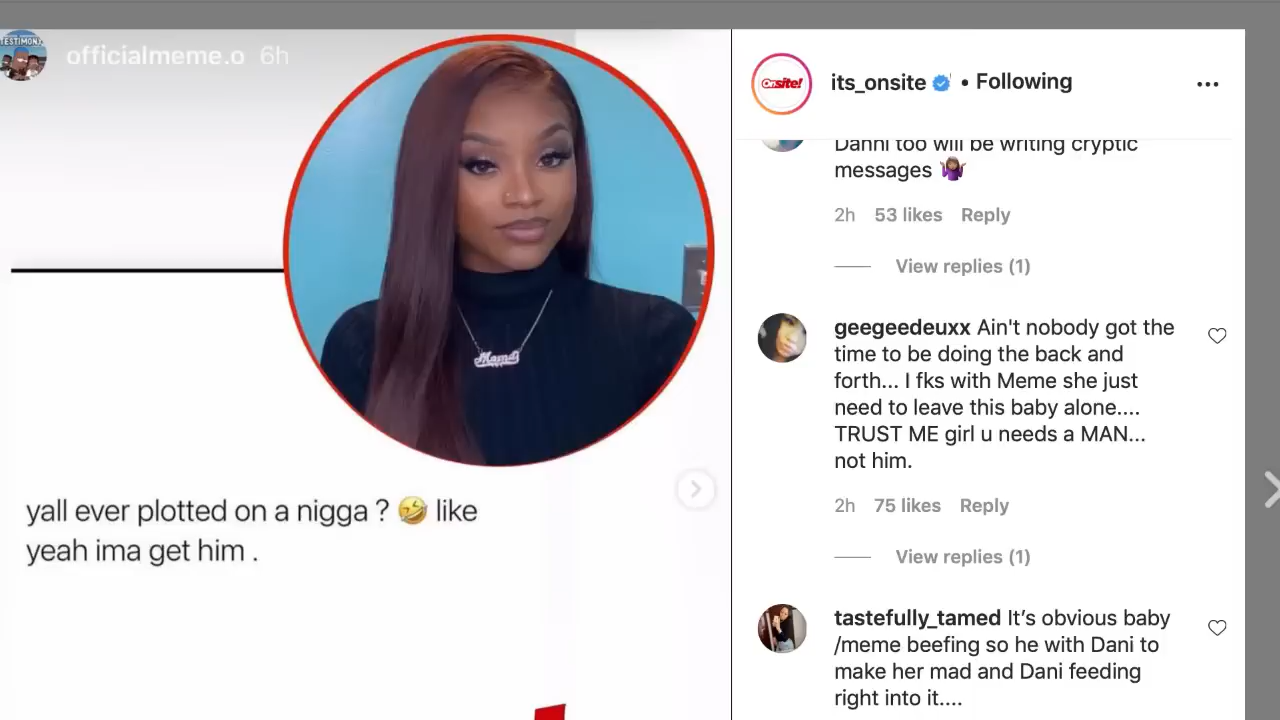 TESTIMONY
officialmeme.o 6h
yall ever plotted on a nigga ? 🤣 like
yeah ima get him .
OnSite!
its_onsite • Following
Danni too will be writing cryptic
messages 🤷🏾‍♀️
2h 53 likes Reply
View replies (1)
geegeedeuxx Ain't nobody got the
time to be doing the back and
forth... I fks with Meme she just
need to leave this baby alone....
TRUST ME girl u needs a MAN...
not him.
2h 75 likes Reply
View replies (1)
tastefully_tamed It’s obvious baby
/meme beefing so he with Dani to
make her mad and Dani feeding
right into it....